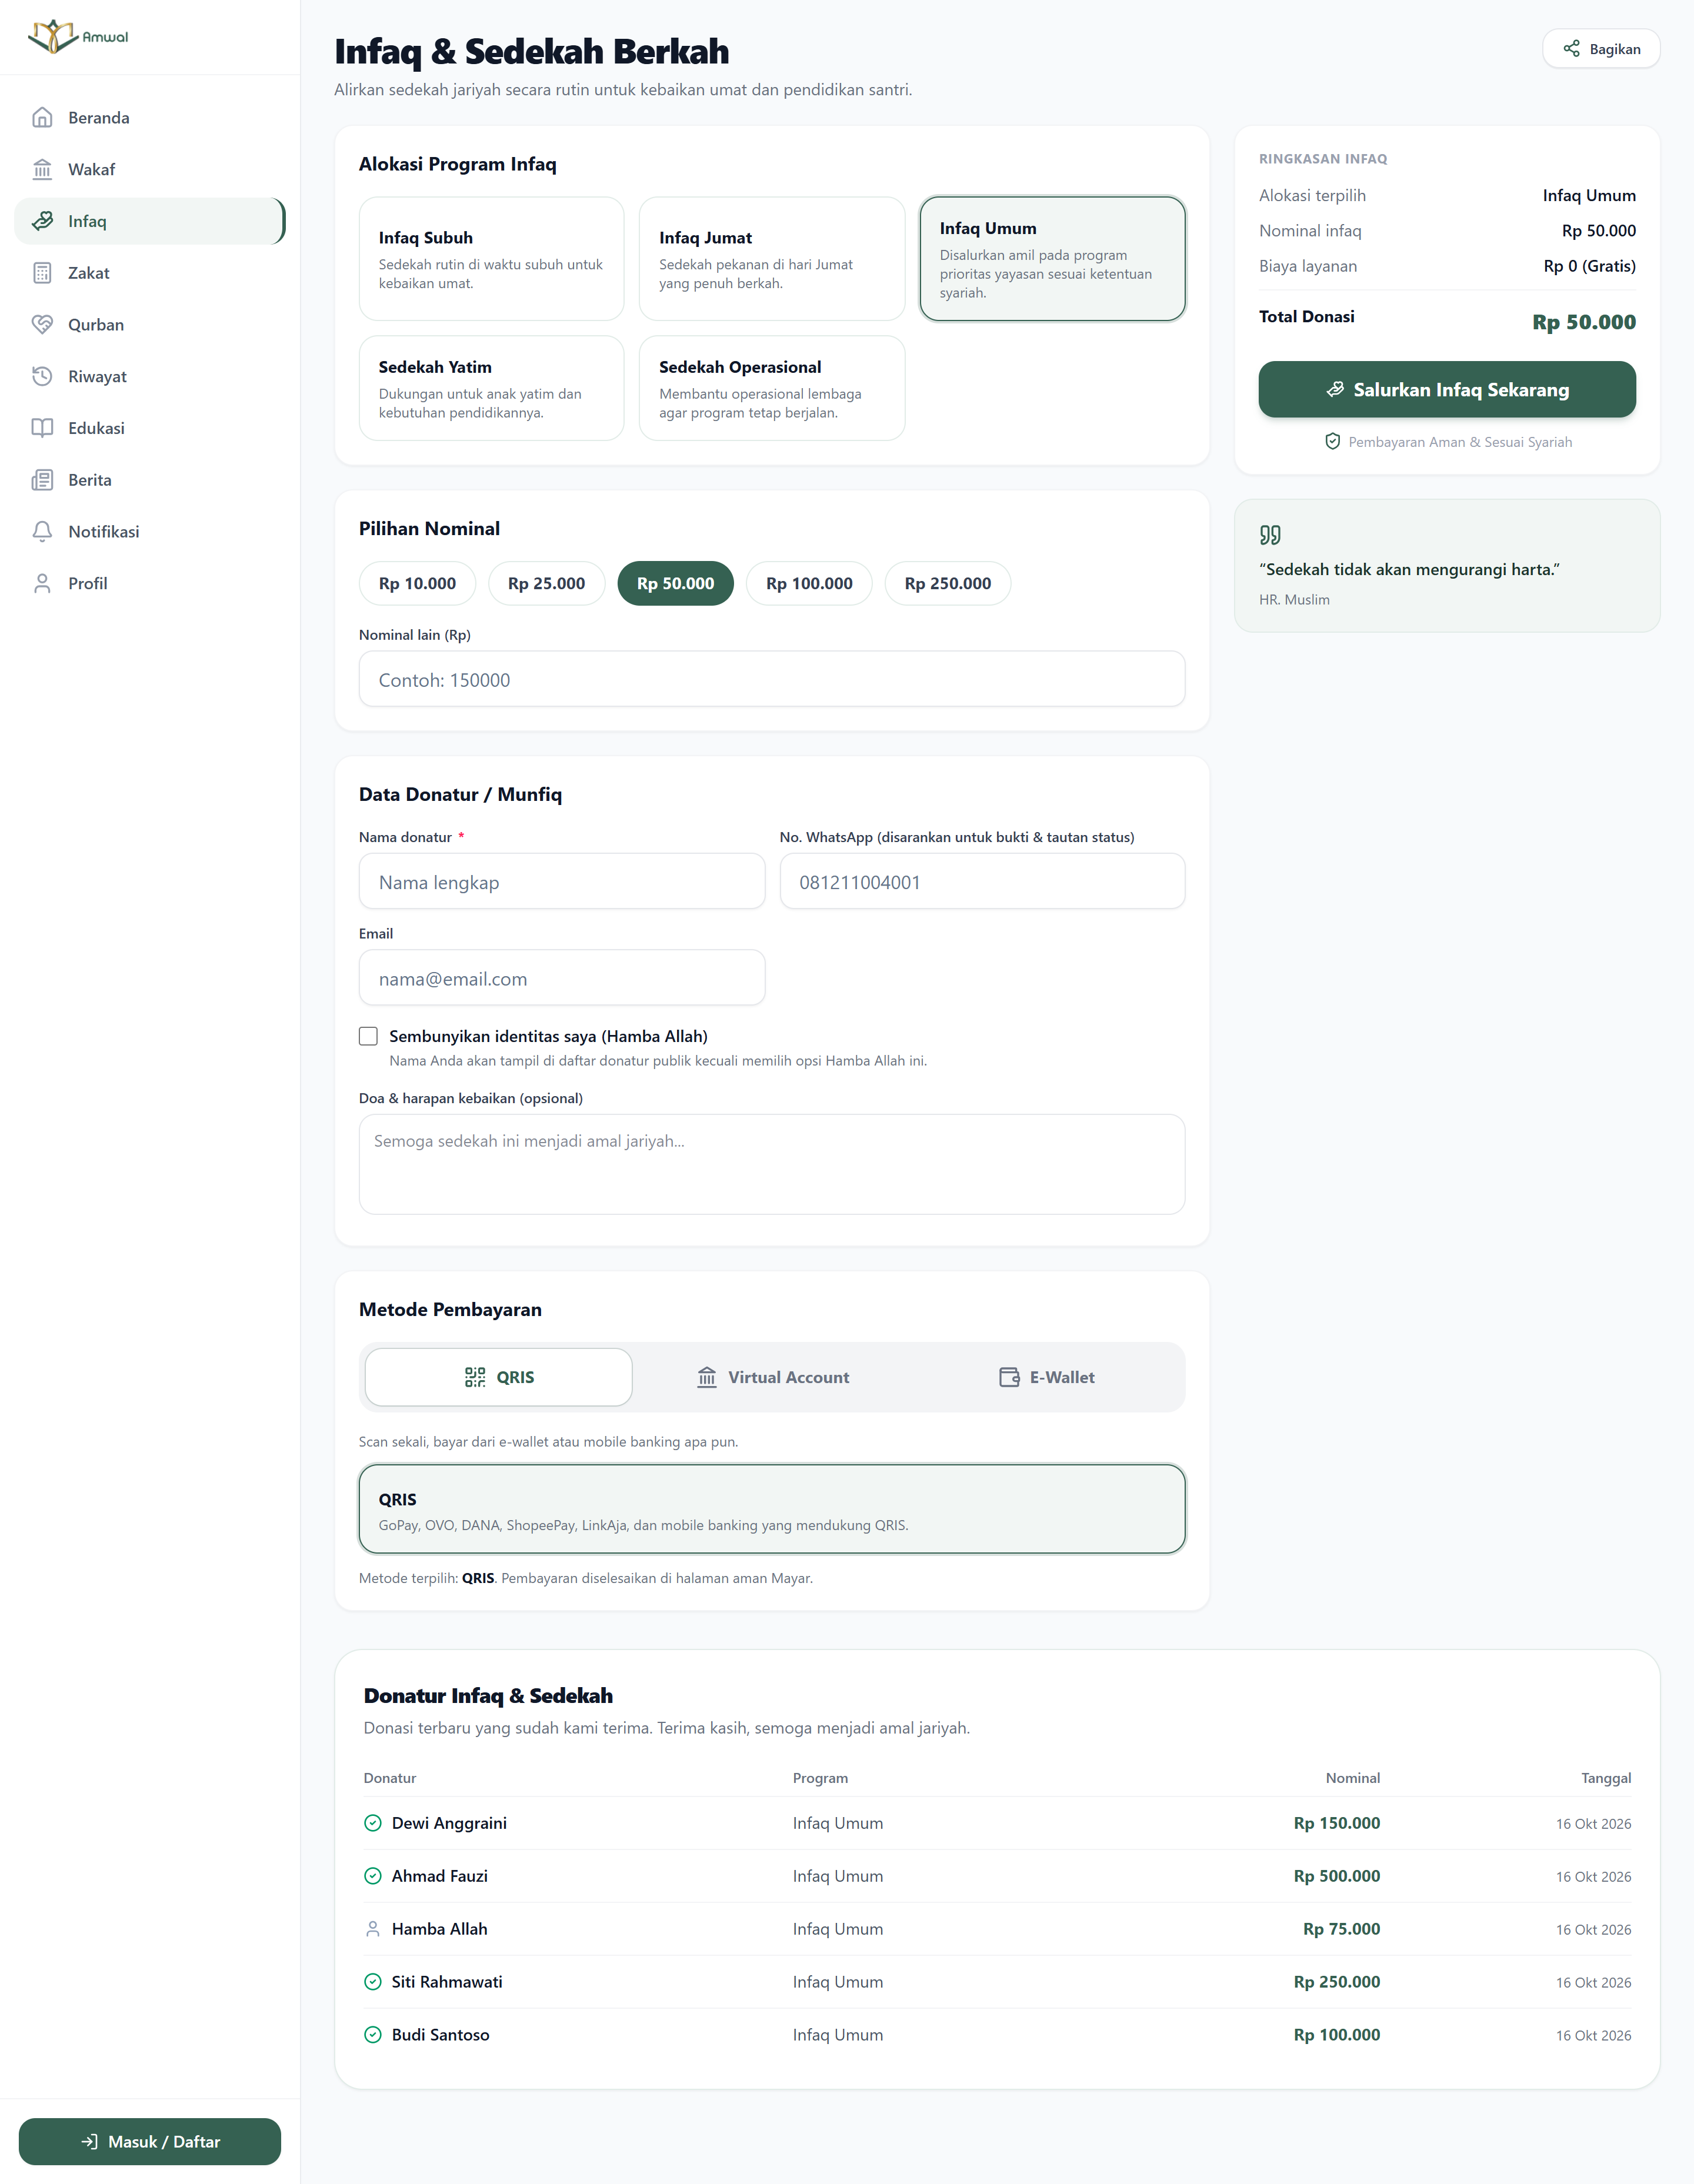 Amwal
Beranda
Wakaf
Infaq
Zakat
Qurban
Riwayat
Edukasi
Berita
Notifikasi
Profil
Masuk / Daftar
Infaq & Sedekah Berkah
Alirkan sedekah jariyah secara rutin untuk kebaikan umat dan pendidikan santri.
Bagikan
Alokasi Program Infaq
Infaq Subuh
Sedekah rutin di waktu subuh untuk
kebaikan umat.
Infaq Jumat
Sedekah pekanan di hari Jumat
yang penuh berkah.
Infaq Umum
Disalurkan amil pada program
prioritas yayasan sesuai ketentuan
syariah.
Sedekah Yatim
Dukungan untuk anak yatim dan
kebutuhan pendidikannya.
Sedekah Operasional
Membantu operasional lembaga
agar program tetap berjalan.
Pilihan Nominal
Rp 10.000
Rp 25.000
Rp 50.000
Rp 100.000
Rp 250.000
Nominal lain (Rp)
Contoh: 150000
Data Donatur / Munfiq
Nama donatur *
Nama lengkap
No. WhatsApp (disarankan untuk bukti & tautan status)
081211004001
Email
nama@email.com
Sembunyikan identitas saya (Hamba Allah)
Nama Anda akan tampil di daftar donatur publik kecuali memilih opsi Hamba Allah ini.
Doa & harapan kebaikan (opsional)
Semoga sedekah ini menjadi amal jariyah...
Metode Pembayaran
QRIS
Virtual Account
E-Wallet
Scan sekali, bayar dari e-wallet atau mobile banking apa pun.
QRIS
GoPay, OVO, DANA, ShopeePay, LinkAja, dan mobile banking yang mendukung QRIS.
Metode terpilih: QRIS. Pembayaran diselesaikan di halaman aman Mayar.
RINGKASAN INFAQ
Alokasi terpilih Infaq Umum
Nominal infaq Rp 50.000
Biaya layanan Rp 0 (Gratis)
Total Donasi Rp 50.000
Salurkan Infaq Sekarang
Pembayaran Aman & Sesuai Syariah
“Sedekah tidak akan mengurangi harta.”
HR. Muslim
Donatur Infaq & Sedekah
Donasi terbaru yang sudah kami terima. Terima kasih, semoga menjadi amal jariyah.
Donatur Program Nominal Tanggal
Dewi Anggraini Infaq Umum Rp 150.000 16 Okt 2026
Ahmad Fauzi Infaq Umum Rp 500.000 16 Okt 2026
Hamba Allah Infaq Umum Rp 75.000 16 Okt 2026
Siti Rahmawati Infaq Umum Rp 250.000 16 Okt 2026
Budi Santoso Infaq Umum Rp 100.000 16 Okt 2026